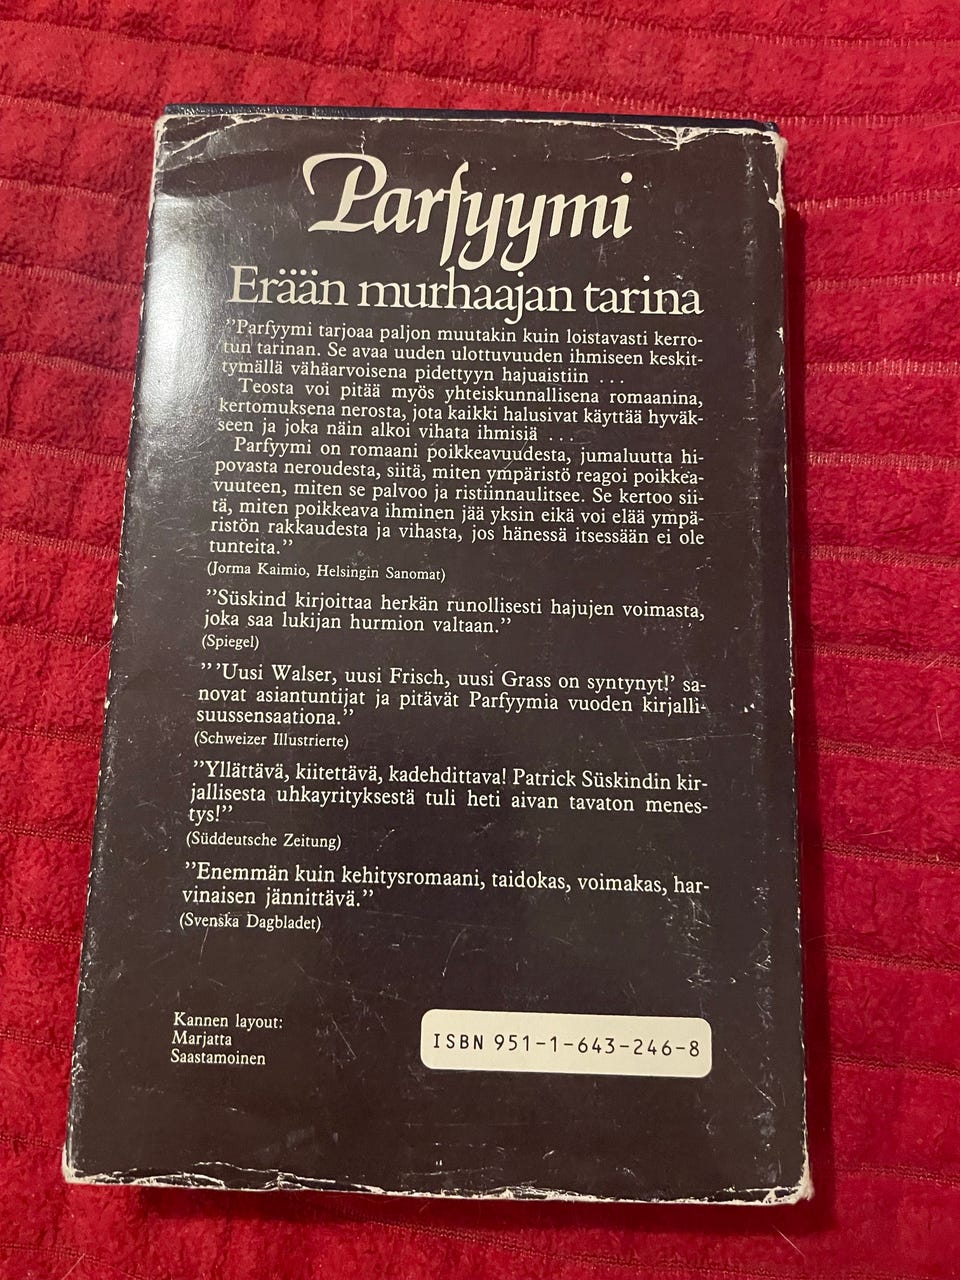 Parfyymi
Erään murhaajan tarina
”Parfyymi tarjoaa paljon muutakin kuin loistavasti kerro-
tun tarinan. Se avaa uuden ulottuvuuden ihmiseen keskit-
tymällä vähäarvoisena pidettyyn hajuaistiin ...
Teosta voi pitää myös yhteiskunnallisena romaanina,
kertomuksena nerosta, jota kaikki halusivat käyttää hyväk-
seen ja joka näin alkoi vihata ihmisiä ...
Parfyymi on romaani poikkeavuudesta, jumaluutta hi-
povasta neroudesta, siitä, miten ympäristö reagoi poikkea-
vuuteen, miten se palvoo ja ristiinnaulitsee. Se kertoo sii-
tä, miten poikkeava ihminen jää yksin eikä voi elää ympä-
ristön rakkaudesta ja vihasta, jos hänessä itsessään ei ole
tunteita.”
(Jorma Kaimio, Helsingin Sanomat)
”Süskind kirjoittaa herkän runollisesti hajujen voimasta,
joka saa lukijan hurmion valtaan.”
(Spiegel)
” ’Uusi Walser, uusi Frisch, uusi Grass on syntynyt!’ sa-
novat asiantuntijat ja pitävät Parfyymia vuoden kirjalli-
suussensaationa.”
(Schweizer Illustrierte)
”Yllättävä, kiitettävä, kadehdittava! Patrick Süskindin kir-
jallisesta uhkayrityksestä tuli heti aivan tavaton menes-
tys!”
(Süddeutsche Zeitung)
”Enemmän kuin kehitysromaani, taidokas, voimakas, har-
vinaisen jännittävä.”
(Svenska Dagbladet)
Kannen layout:
Marjatta
Saastamoinen
ISBN 951-1-643-246-8